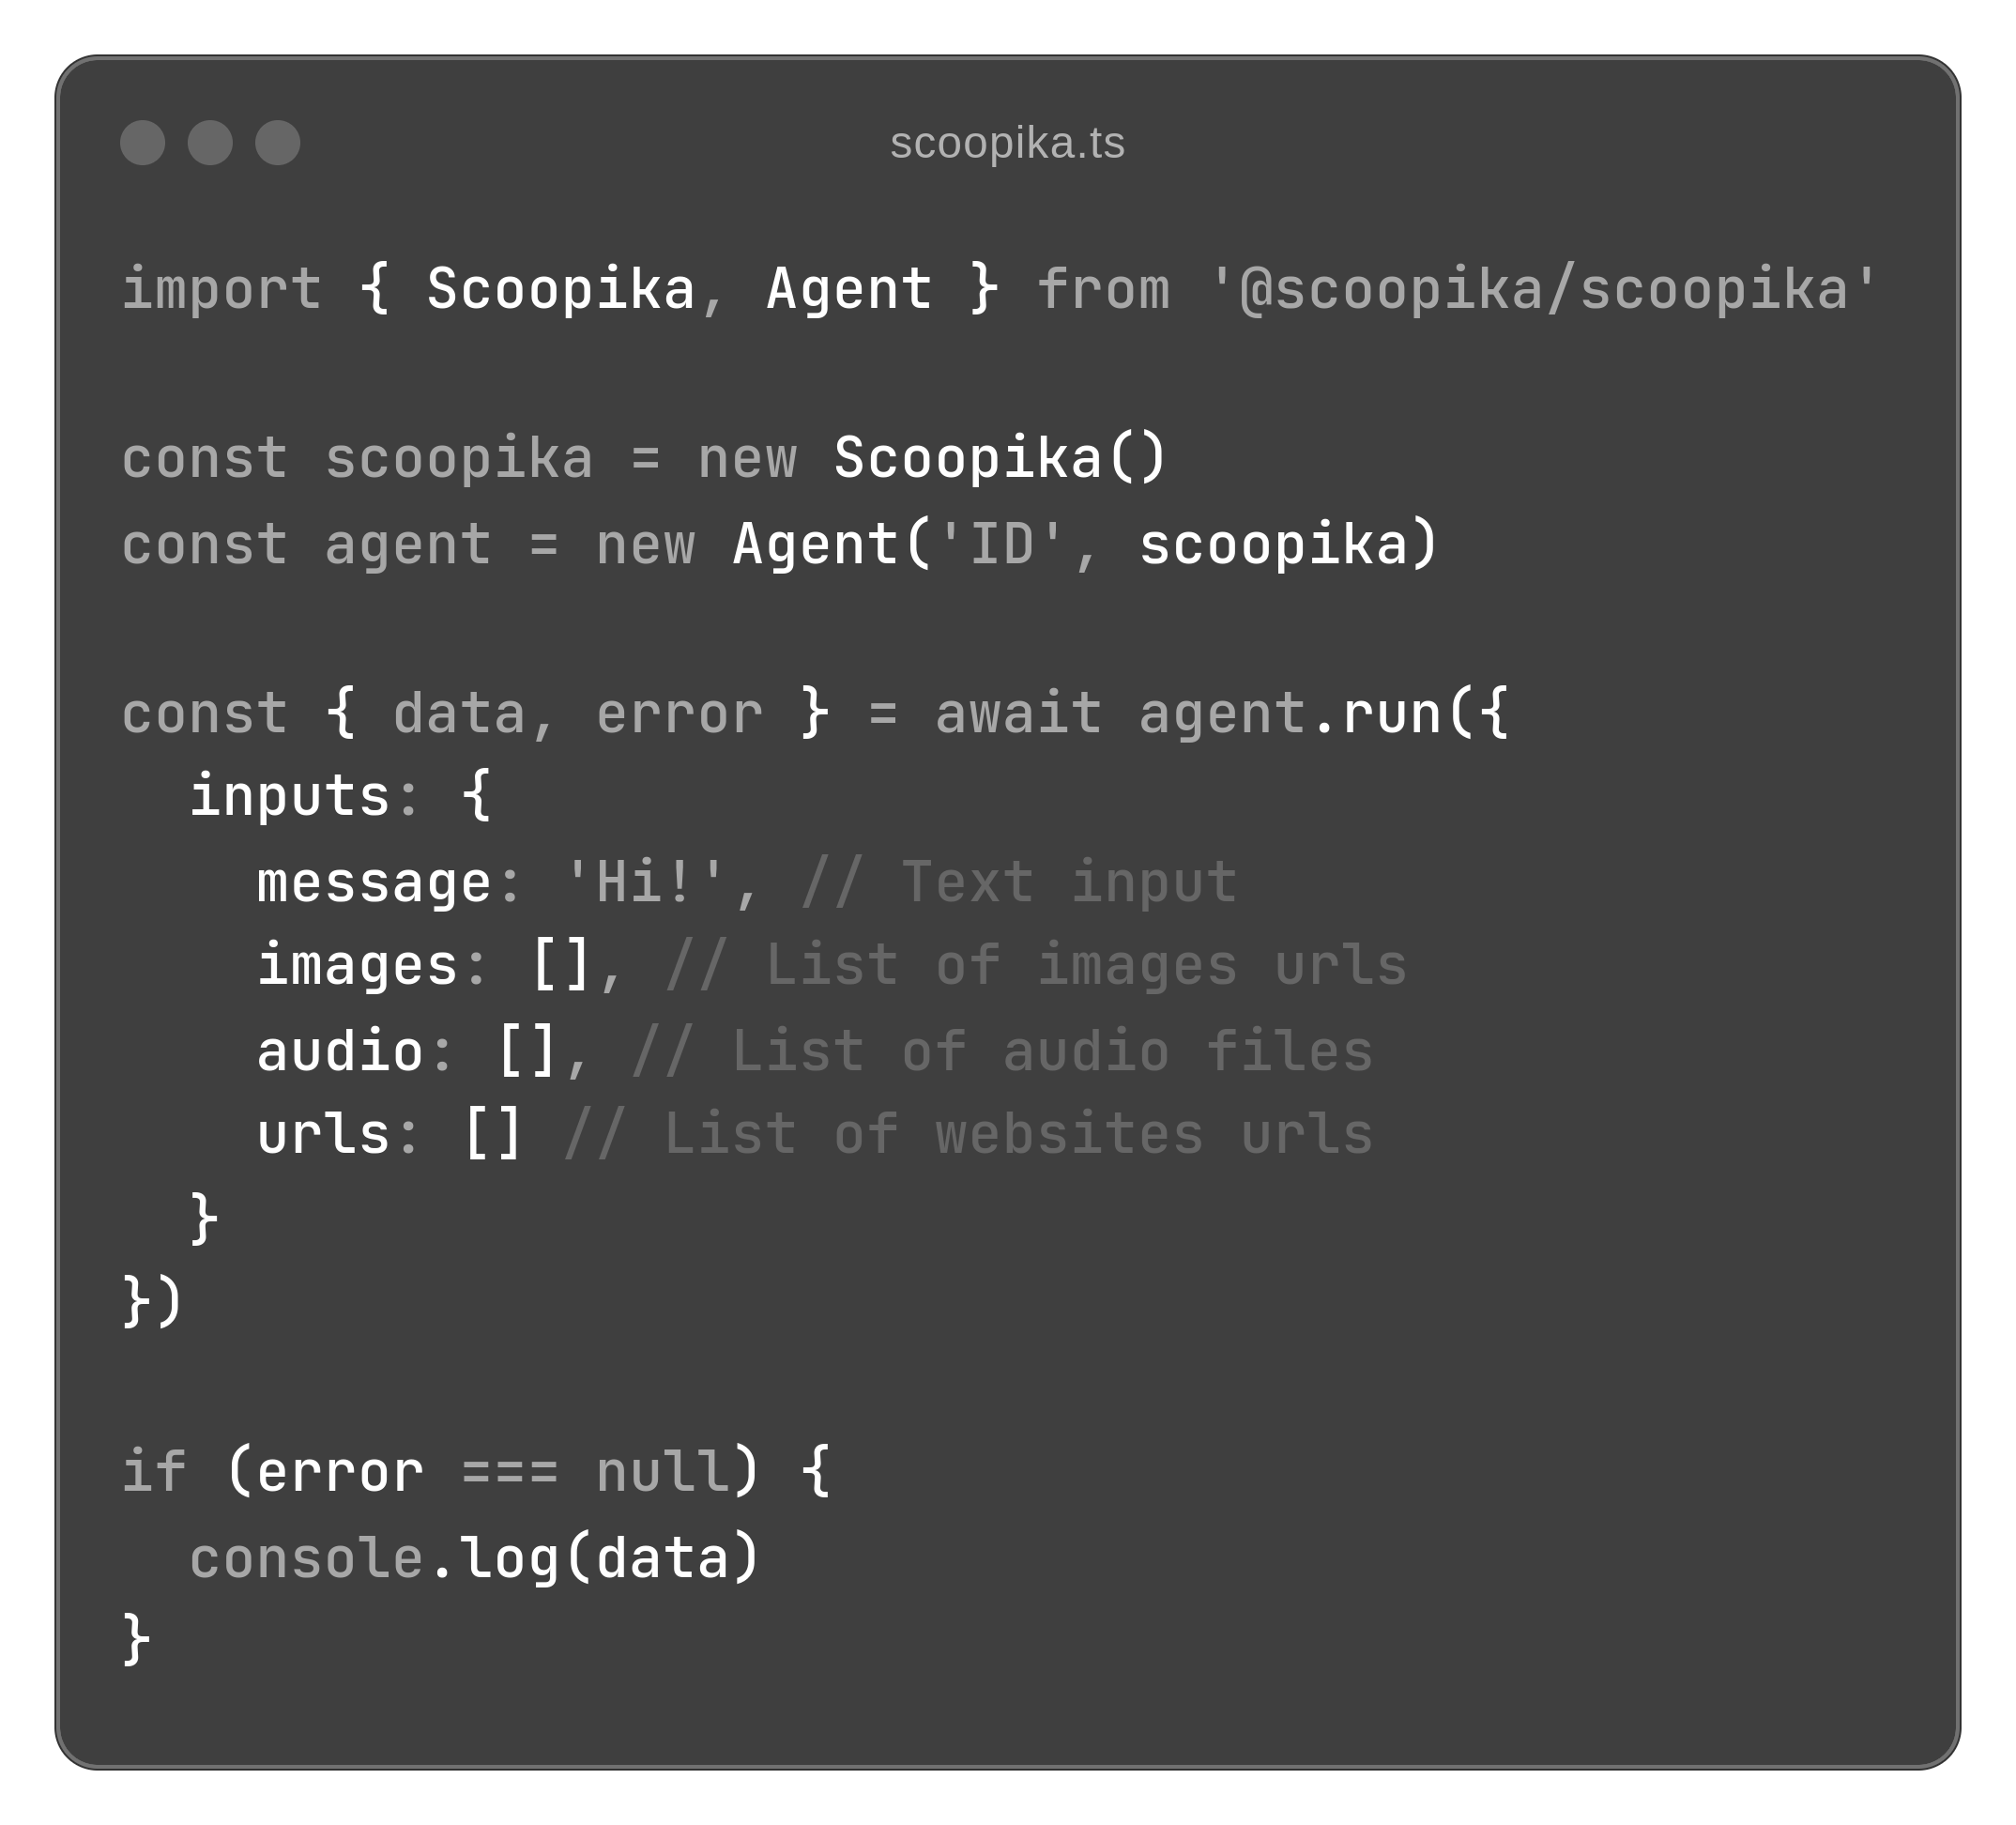 scoopika.ts
import { Scoopika, Agent } from '@scoopika/scoopika'
const scoopika = new Scoopika()
const agent = new Agent('ID', scoopika)
const { data, error } = await agent.run({
  inputs: {
    message: 'Hi!', // Text input
    images: [], // List of images urls
    audio: [], // List of audio files
    urls: [] // List of websites urls
  }
})
if (error === null) {
  console.log(data)
}